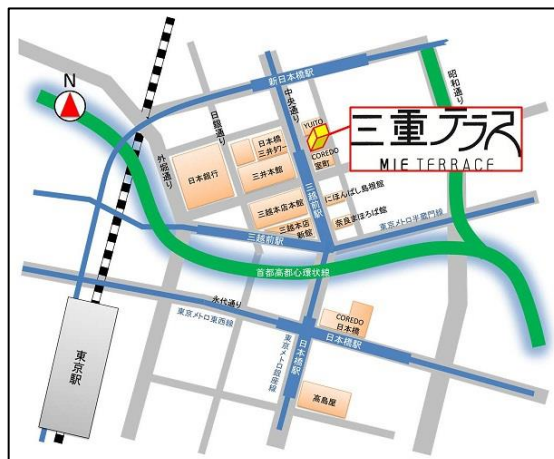 N
新日本橋駅
中央通り
昭和通り
日銀通り
外堀通り
YUITO
三重テラス
MIE TERRACE
日本橋
三井タワー
COREDO
室町
日本銀行
三井本館
三越前駅
にほんばし島根館
三越本店本館
三越本店
新館
奈良まほろば館
東京メトロ半蔵門線
三越前駅
首都高都心環状線
永代通り
東京メトロ東西線
COREDO
日本橋
日本橋駅
東京駅
東京メトロ銀座線
日本橋駅
高島屋